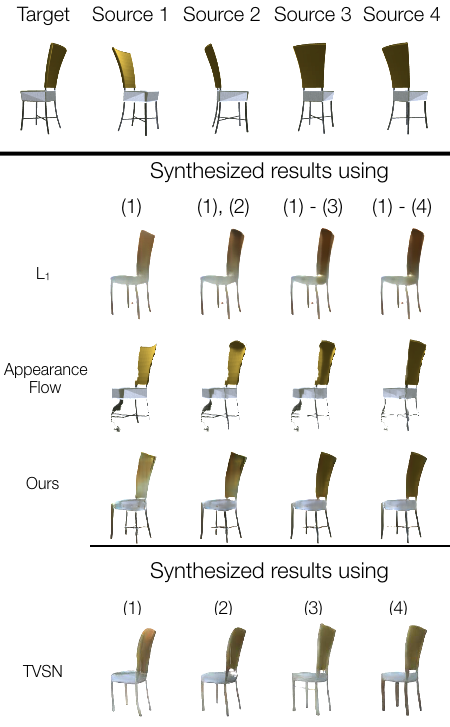 Target Source 1 Source 2 Source 3 Source 4
Synthesized results using
(1) (1), (2) (1) - (3) (1) - (4)
L₁
Appearance
Flow
Ours
Synthesized results using
(1) (2) (3) (4)
TVSN